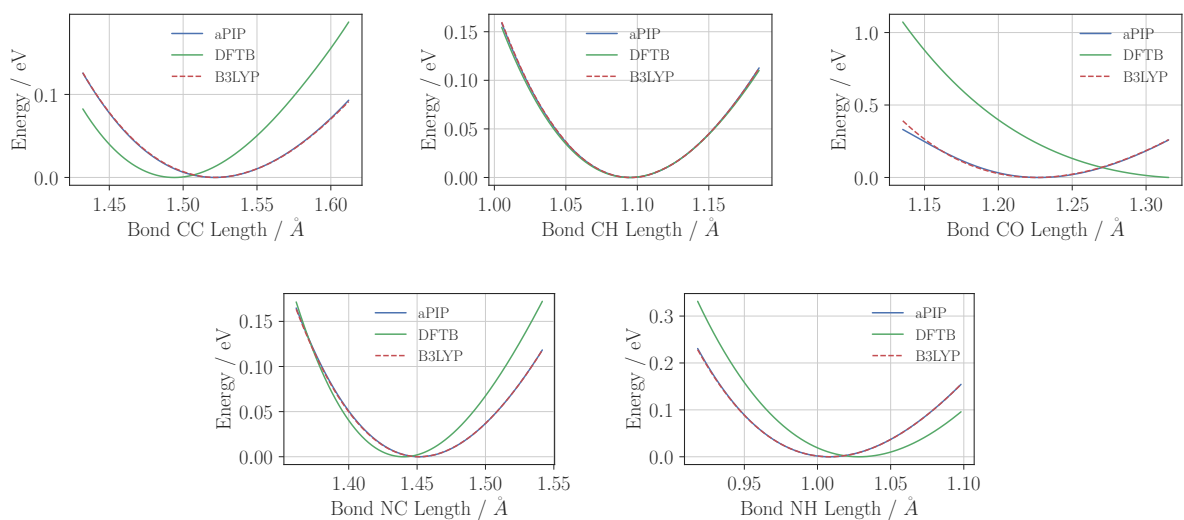 Energy / eV
0.1
0.0
aPIP
DFTB
B3LYP
1.45 1.50 1.55 1.60
Bond CC Length / Å
Energy / eV
0.15
0.10
0.05
0.00
aPIP
DFTB
B3LYP
1.00 1.05 1.10 1.15
Bond CH Length / Å
Energy / eV
1.0
0.5
0.0
aPIP
DFTB
B3LYP
1.15 1.20 1.25 1.30
Bond CO Length / Å
Energy / eV
0.15
0.10
0.05
0.00
aPIP
DFTB
B3LYP
1.40 1.45 1.50 1.55
Bond NC Length / Å
Energy / eV
0.3
0.2
0.1
0.0
aPIP
DFTB
B3LYP
0.95 1.00 1.05 1.10
Bond NH Length / Å